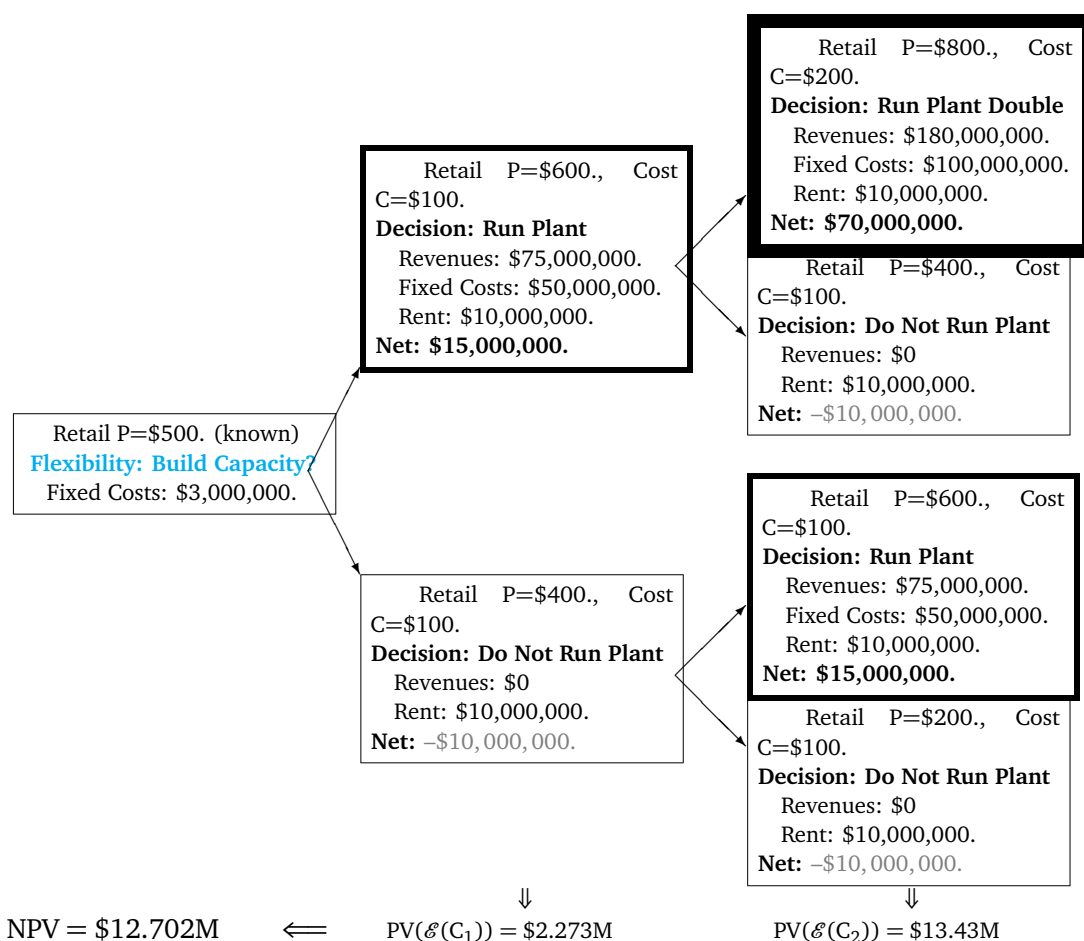 Retail P=$800., Cost
C=$200.
Decision: Run Plant Double
Revenues: $180,000,000.
Fixed Costs: $100,000,000.
Rent: $10,000,000.
Net: $70,000,000.
Retail P=$600., Cost
C=$100.
Decision: Run Plant
Revenues: $75,000,000.
Fixed Costs: $50,000,000.
Rent: $10,000,000.
Net: $15,000,000.
Retail P=$400., Cost
C=$100.
Decision: Do Not Run Plant
Revenues: $0
Rent: $10,000,000.
Net: –$10,000,000.
Retail P=$500. (known)
Flexibility: Build Capacity?
Fixed Costs: $3,000,000.
Retail P=$600., Cost
C=$100.
Decision: Run Plant
Revenues: $75,000,000.
Fixed Costs: $50,000,000.
Rent: $10,000,000.
Net: $15,000,000.
Retail P=$400., Cost
C=$100.
Decision: Do Not Run Plant
Revenues: $0
Rent: $10,000,000.
Net: –$10,000,000.
Retail P=$200., Cost
C=$100.
Decision: Do Not Run Plant
Revenues: $0
Rent: $10,000,000.
Net: –$10,000,000.
⇓ ⇓
NPV = $12.702M ⟸ PV(ℰ(C₁)) = $2.273M PV(ℰ(C₂)) = $13.43M